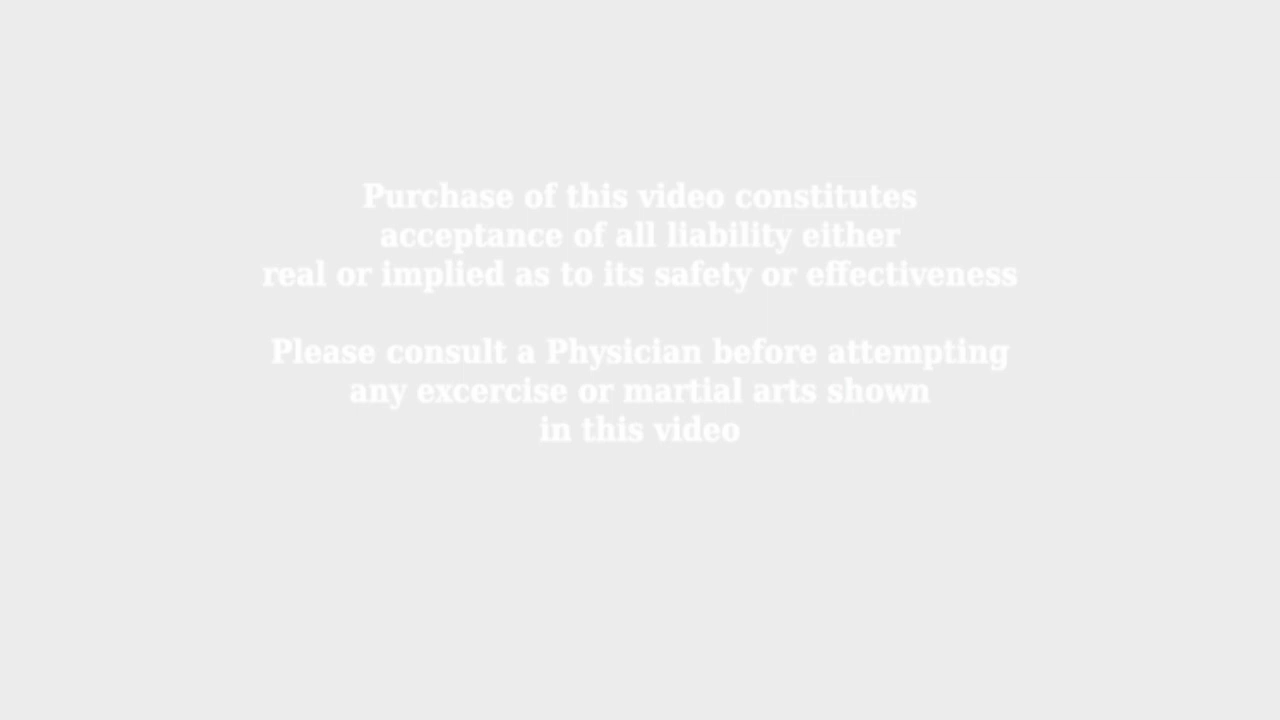 Purchase of this video constitutes
acceptance of all liability either
real or implied as to its safety or effectiveness
Please consult a Physician before attempting
any excercise or martial arts shown
in this video